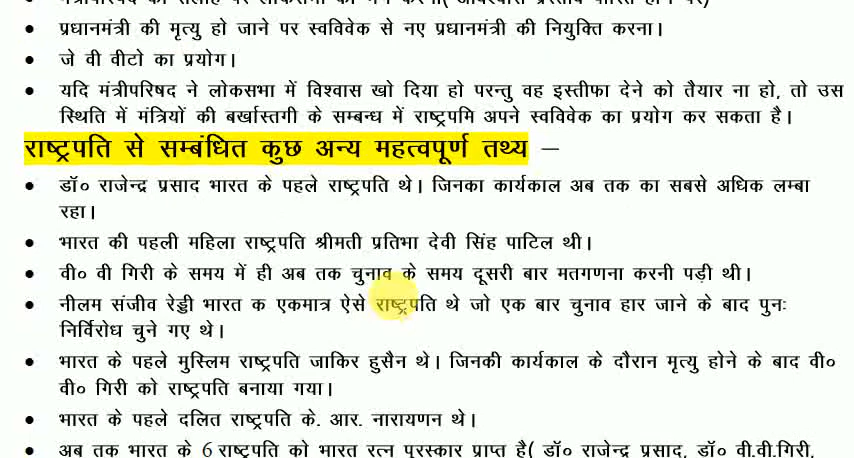 • प्रधानमंत्री की मृत्यु हो जाने पर स्वविवेक से नए प्रधानमंत्री की नियुक्ति करना।
• जे वी वीटो का प्रयोग।
• यदि मंत्रीपरिषद ने लोकसभा में विश्वास खो दिया हो परन्तु वह इस्तीफा देने को तैयार ना हो, तो उस
स्थिति में मंत्रियों की बर्खास्तगी के सम्बन्ध में राष्ट्रपमि अपने स्वविवेक का प्रयोग कर सकता है।
राष्ट्रपति से सम्बंधित कुछ अन्य महत्वपूर्ण तथ्य –
• डॉ० राजेन्द्र प्रसाद भारत के पहले राष्ट्रपति थे। जिनका कार्यकाल अब तक का सबसे अधिक लम्बा
रहा।
• भारत की पहली महिला राष्ट्रपति श्रीमती प्रतिभा देवी सिंह पाटिल थी।
• वी० वी गिरी के समय में ही अब तक चुनाव के समय दूसरी बार मतगणना करनी पड़ी थी।
• नीलम संजीव रेड्डी भारत क एकमात्र ऐसे राष्ट्रपति थे जो एक बार चुनाव हार जाने के बाद पुनः
निर्विरोध चुने गए थे।
• भारत के पहले मुस्लिम राष्ट्रपति जाकिर हुसैन थे। जिनकी कार्यकाल के दौरान मृत्यु होने के बाद वी०
वी० गिरी को राष्ट्रपति बनाया गया।
• भारत के पहले दलित राष्ट्रपति के. आर. नारायणन थे।
• अब तक भारत के 6 राष्ट्रपति को भारत रत्न पुरस्कार प्राप्त है( डॉ० राजेन्द्र प्रसाद, डॉ० वी.वी.गिरी,